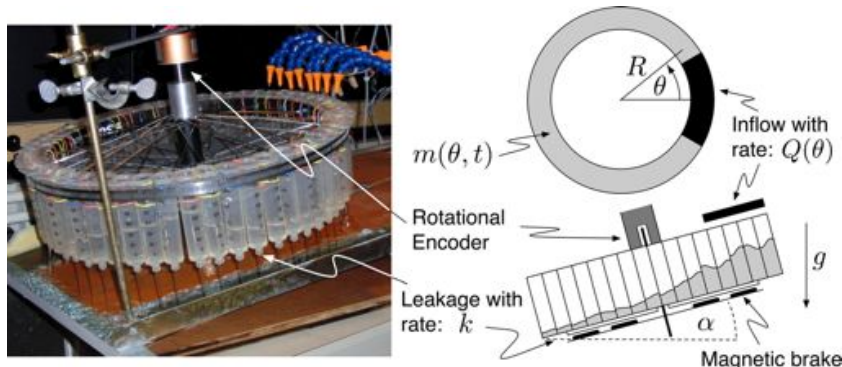 R
θ
m(θ, t)
Inflow with
rate: Q(θ)
Rotational
Encoder
g
Leakage with
rate: k
α
Magnetic brake